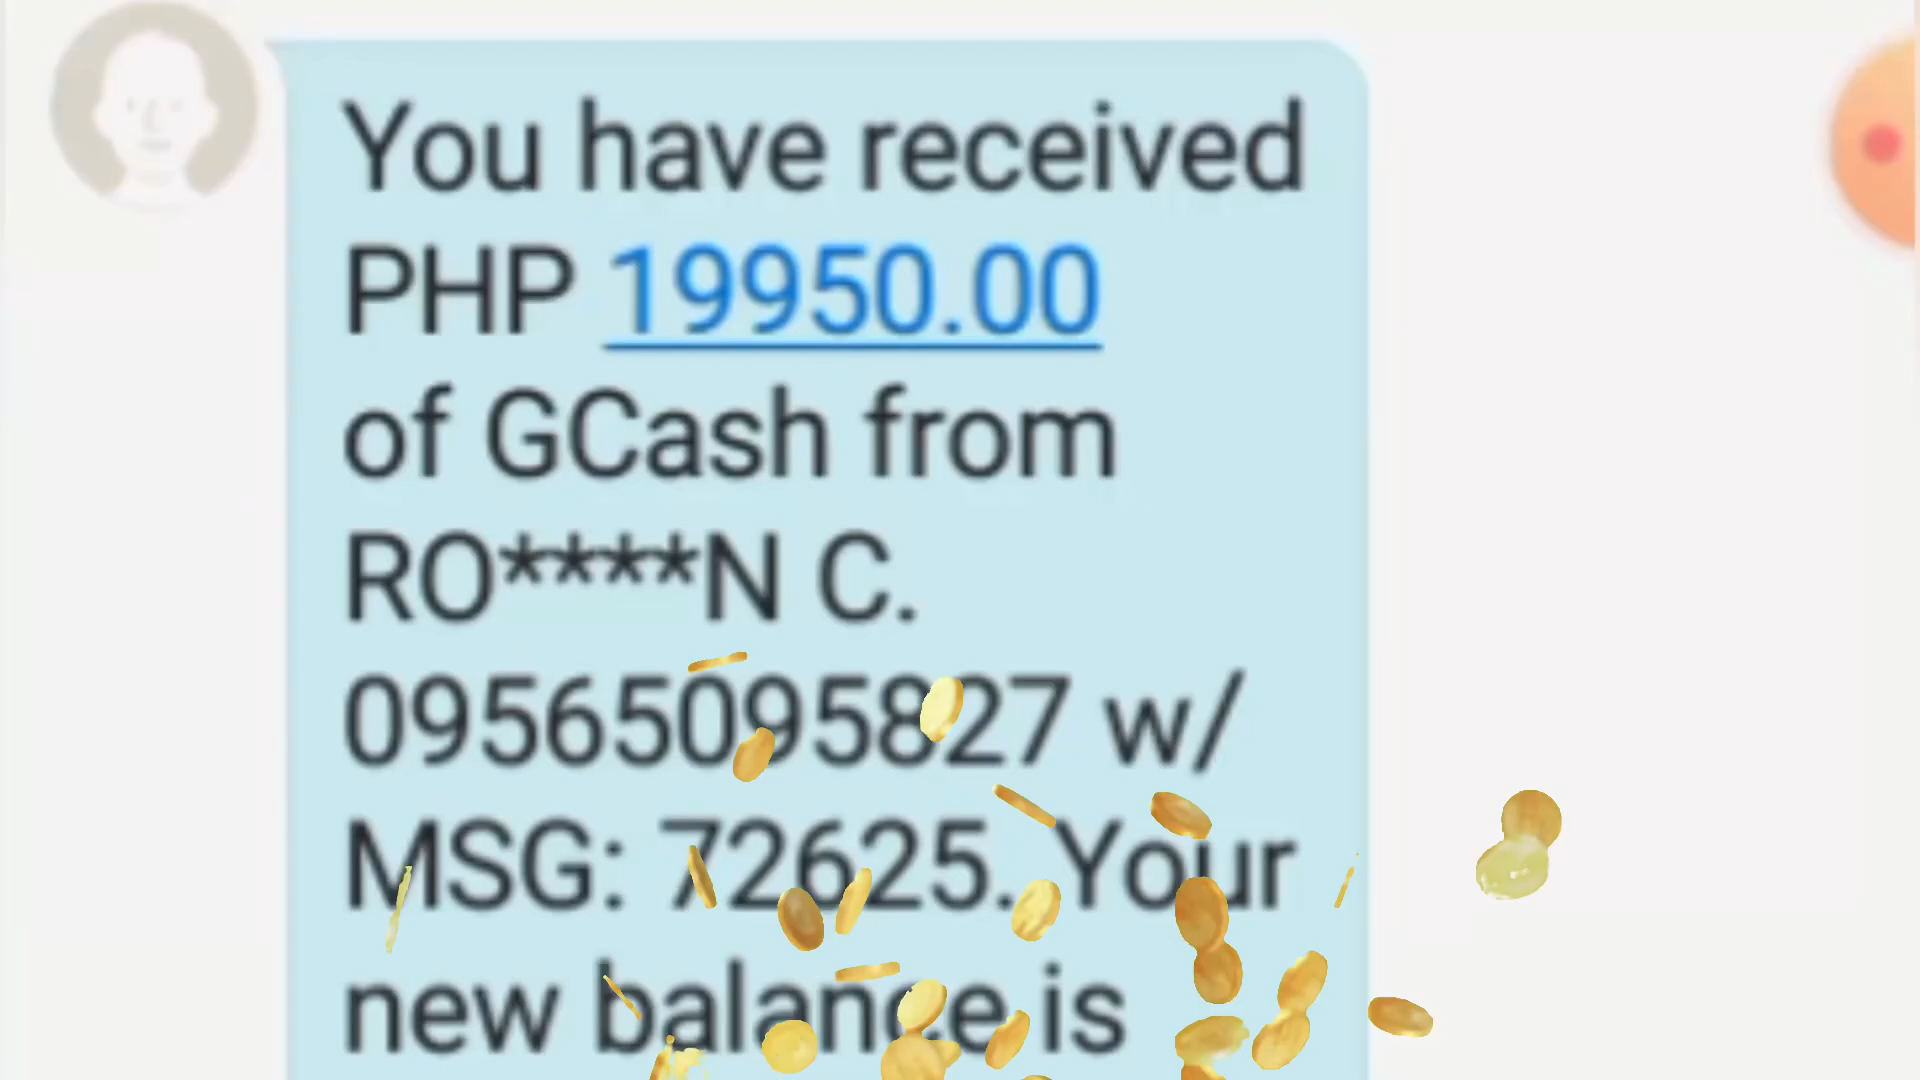 You have received
PHP 19950.00
of GCash from
RO****N C.
09565095827 w/
MSG: 72625. Your
new balance is